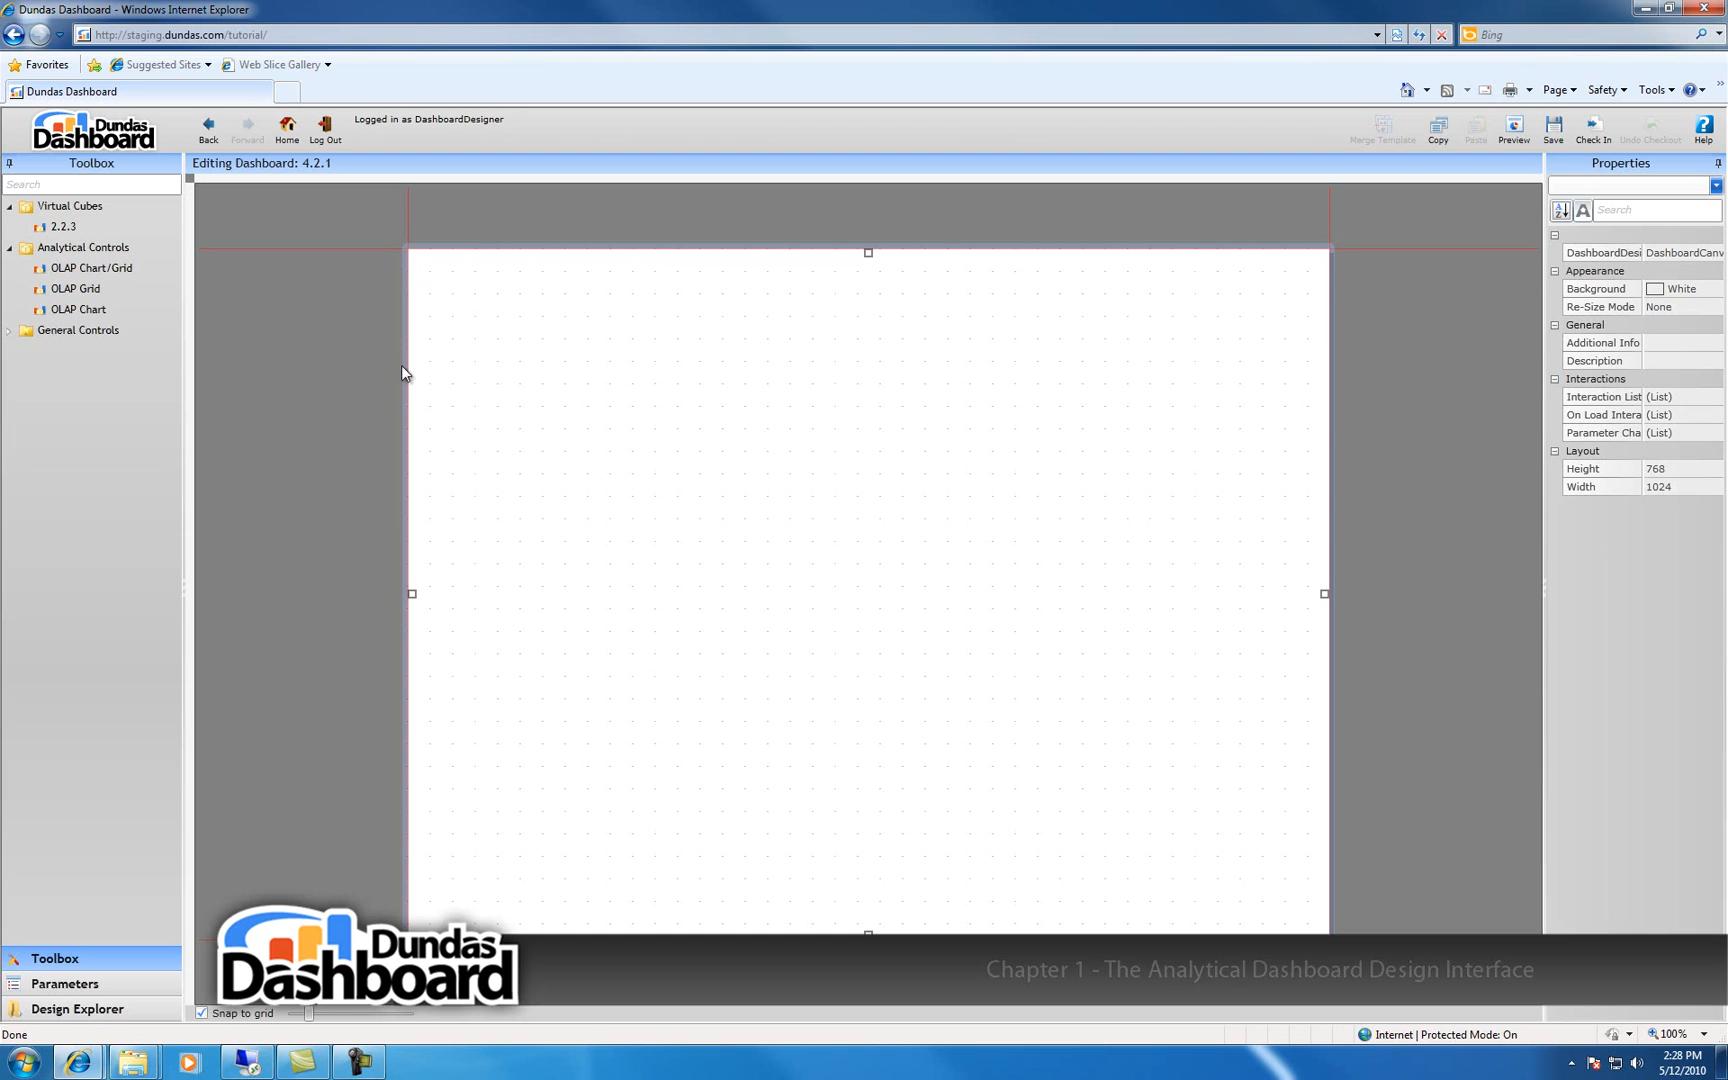 Dundas Dashboard - Windows Internet Explorer
http://staging.dundas.com/tutorial/
Bing
Favorites
Suggested Sites
Web Slice Gallery
Dundas Dashboard
Page
Safety
Tools
Dundas
Dashboard
Back
Forward
Home
Log Out
Logged in as DashboardDesigner
Merge Template
Copy
Paste
Preview
Save
Check In
Undo Checkout
Help
Toolbox
Editing Dashboard: 4.2.1
Properties
Search
Virtual Cubes
2.2.3
Analytical Controls
OLAP Chart/Grid
OLAP Grid
OLAP Chart
General Controls
A
Z
A
Search
DashboardDesi DashboardCanv
Appearance
Background White
Re-Size Mode None
General
Additional Info
Description
Interactions
Interaction List (List)
On Load Intera (List)
Parameter Cha (List)
Layout
Height 768
Width 1024
Toolbox
Parameters
Design Explorer
Dundas
Dashboard
Chapter 1 - The Analytical Dashboard Design Interface
Snap to grid
Done
Internet | Protected Mode: On
100%
2:28 PM
5/12/2010